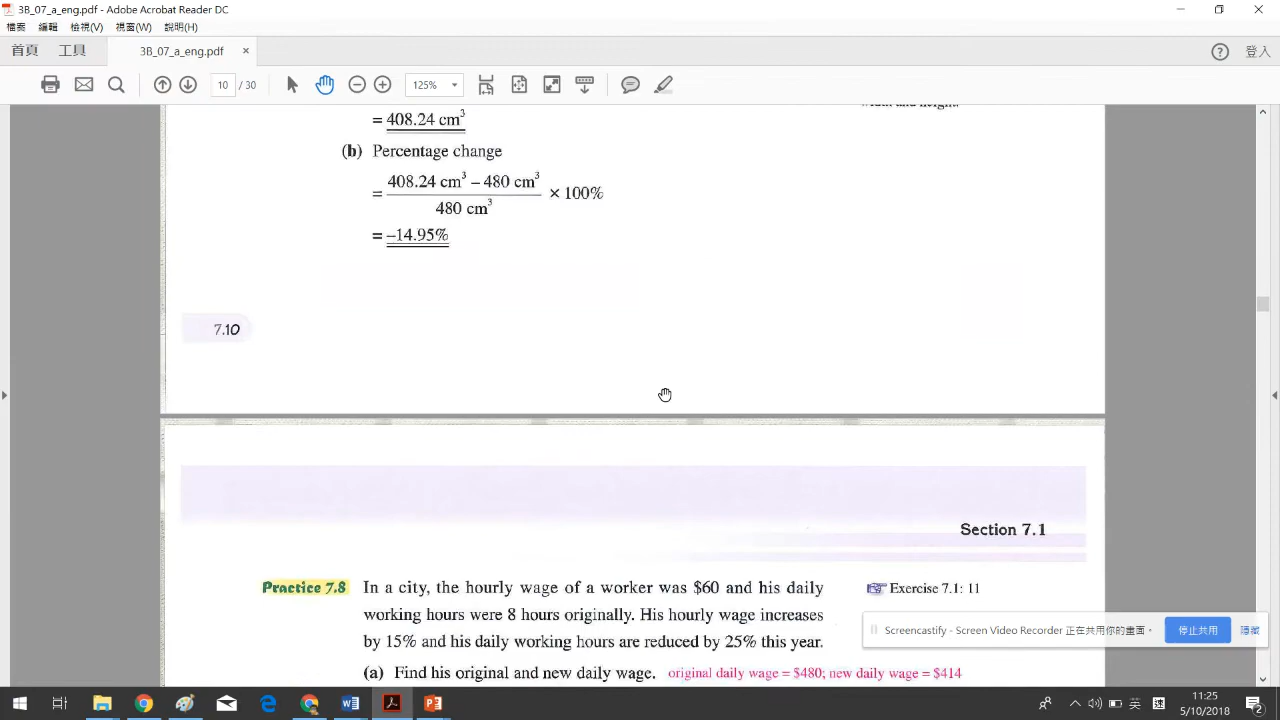 3B_07_a_eng.pdf - Adobe Acrobat Reader DC
檔案 編輯 檢視(V) 視窗(W) 說明(H)
首頁 工具 3B_07_a_eng.pdf × 登入
10 / 30 125%
width and height.
= 408.24 cm³
(b) Percentage change
= 408.24 cm³ – 480 cm³ × 100%
480 cm³
= –14.95%
7.10
Section 7.1
Practice 7.8 In a city, the hourly wage of a worker was $60 and his daily Exercise 7.1: 11
working hours were 8 hours originally. His hourly wage increases
by 15% and his daily working hours are reduced by 25% this year.
Screencastify - Screen Video Recorder 正在共用你的畫面。 停止共用 隱藏
(a) Find his original and new daily wage. original daily wage = $480; new daily wage = $414
英 11:25
5/10/2018
2